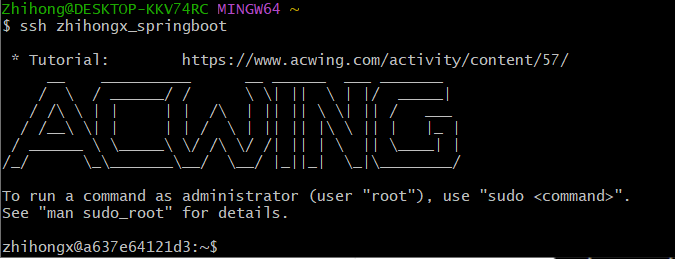 Zhihong@DESKTOP-KKV74RC MINGW64 ~
$ ssh zhihongx_springboot
* Tutorial: https://www.acwing.com/activity/content/57/
ACWING
To run a command as administrator (user "root"), use "sudo <command>".
See "man sudo_root" for details.
zhihongx@a637e64121d3:~$